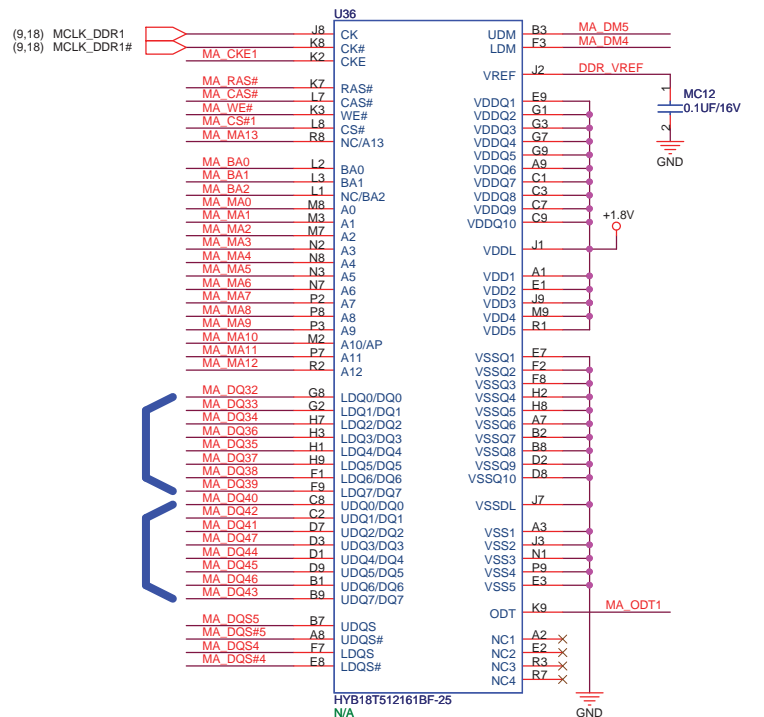 U36
(9,18) MCLK_DDR1 J8 CK UDM B3 MA_DM5
(9,18) MCLK_DDR1# K8 CK# LDM F3 MA_DM4
MA_CKE1 K2 CKE
VREF J2 DDR_VREF
MA_RAS# K7 RAS#
MA_CAS# L7 CAS# VDDQ1 E9
MA_WE# K3 WE# VDDQ2 G1
MA_CS#1 L8 CS# VDDQ3 G3
MA_MA13 R8 NC/A13 VDDQ4 G7
VDDQ5 G9
MA_BA0 L2 BA0 VDDQ6 A9
MA_BA1 L3 BA1 VDDQ7 C1
MA_BA2 L1 NC/BA2 VDDQ8 C3
MA_MA0 M8 A0 VDDQ9 C7
MA_MA1 M3 A1 VDDQ10 C9
MA_MA2 M7 A2
MA_MA3 N2 A3 VDDL J1
MA_MA4 N8 A4
MA_MA5 N3 A5 VDD1 A1
MA_MA6 N7 A6 VDD2 E1
MA_MA7 P2 A7 VDD3 J9
MA_MA8 P8 A8 VDD4 M9
MA_MA9 P3 A9 VDD5 R1
MA_MA10 M2 A10/AP
MA_MA11 P7 A11 VSSQ1 E7
MA_MA12 R2 A12 VSSQ2 F2
VSSQ3 F8
MA_DQ32 G8 LDQ0/DQ0 VSSQ4 H2
MA_DQ33 G2 LDQ1/DQ1 VSSQ5 H8
MA_DQ34 H7 LDQ2/DQ2 VSSQ6 A7
MA_DQ36 H3 LDQ3/DQ3 VSSQ7 B2
MA_DQ35 H1 LDQ4/DQ4 VSSQ8 B8
MA_DQ37 H9 LDQ5/DQ5 VSSQ9 D2
MA_DQ38 F1 LDQ6/DQ6 VSSQ10 D8
MA_DQ39 F9 LDQ7/DQ7
MA_DQ40 C8 UDQ0/DQ0 VSSDL J7
MA_DQ42 C2 UDQ1/DQ1
MA_DQ41 D7 UDQ2/DQ2 VSS1 A3
MA_DQ47 D3 UDQ3/DQ3 VSS2 J3
MA_DQ44 D1 UDQ4/DQ4 VSS3 N1
MA_DQ45 D9 UDQ5/DQ5 VSS4 P9
MA_DQ46 B1 UDQ6/DQ6 VSS5 E3
MA_DQ43 B9 UDQ7/DQ7
ODT K9 MA_ODT1
MA_DQS5 B7 UDQS
MA_DQS#5 A8 UDQS# NC1 A2
MA_DQS4 F7 LDQS NC2 E2
MA_DQS#4 E8 LDQS# NC3 R3
NC4 R7
HYB18T512161BF-25
N/A
1
MC12
0.1UF/16V
2
GND
+1.8V
GND